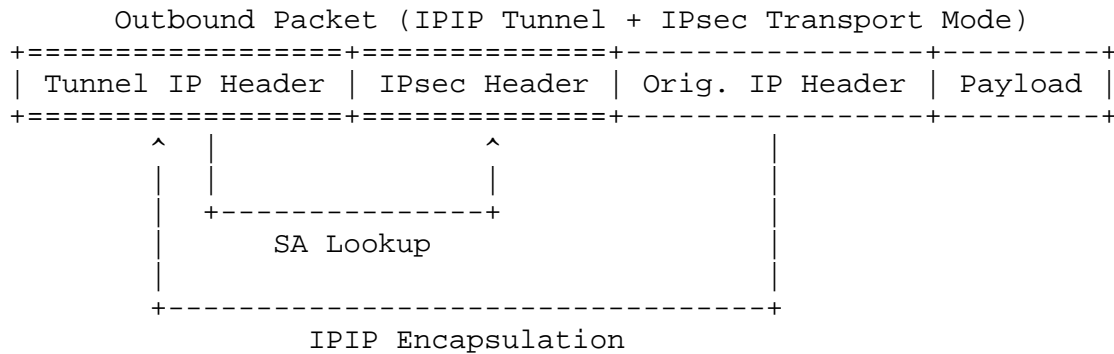 Outbound Packet (IPIP Tunnel + IPsec Transport Mode)
Tunnel IP Header | IPsec Header | Orig. IP Header | Payload
SA Lookup
IPIP Encapsulation